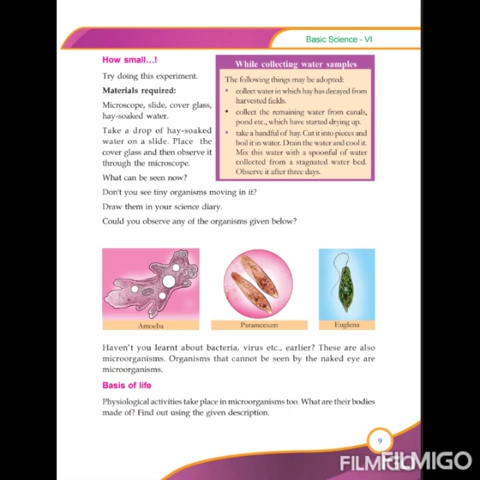 Basic Science - VI
How small...!
Try doing this experiment.
Materials required:
Microscope, slide, cover glass,
hay-soaked water.
Take a drop of hay-soaked
water on a slide. Place the
cover glass and then observe it
through the microscope.
What can be seen now?
While collecting water samples
The following things may be adopted:
• collect water in which hay has decayed from
harvested fields.
• collect the remaining water from canals,
pond etc., which have started drying up.
• take a handful of hay. Cut it into pieces and
boil it in water. Drain the water and cool it.
Mix this water with a spoonful of water
collected from a stagnated water bed.
Observe it after three days.
Don't you see tiny organisms moving in it?
Draw them in your science diary.
Could you observe any of the organisms given below?
Amoeba
Paramecium
Euglena
Haven't you learnt about bacteria, virus etc., earlier? These are also
microorganisms. Organisms that cannot be seen by the naked eye are
microorganisms.
Basis of life
Physiological activities take place in microorganisms too. What are their bodies
made of? Find out using the given description.
9
FILMIGO
FILMIGO